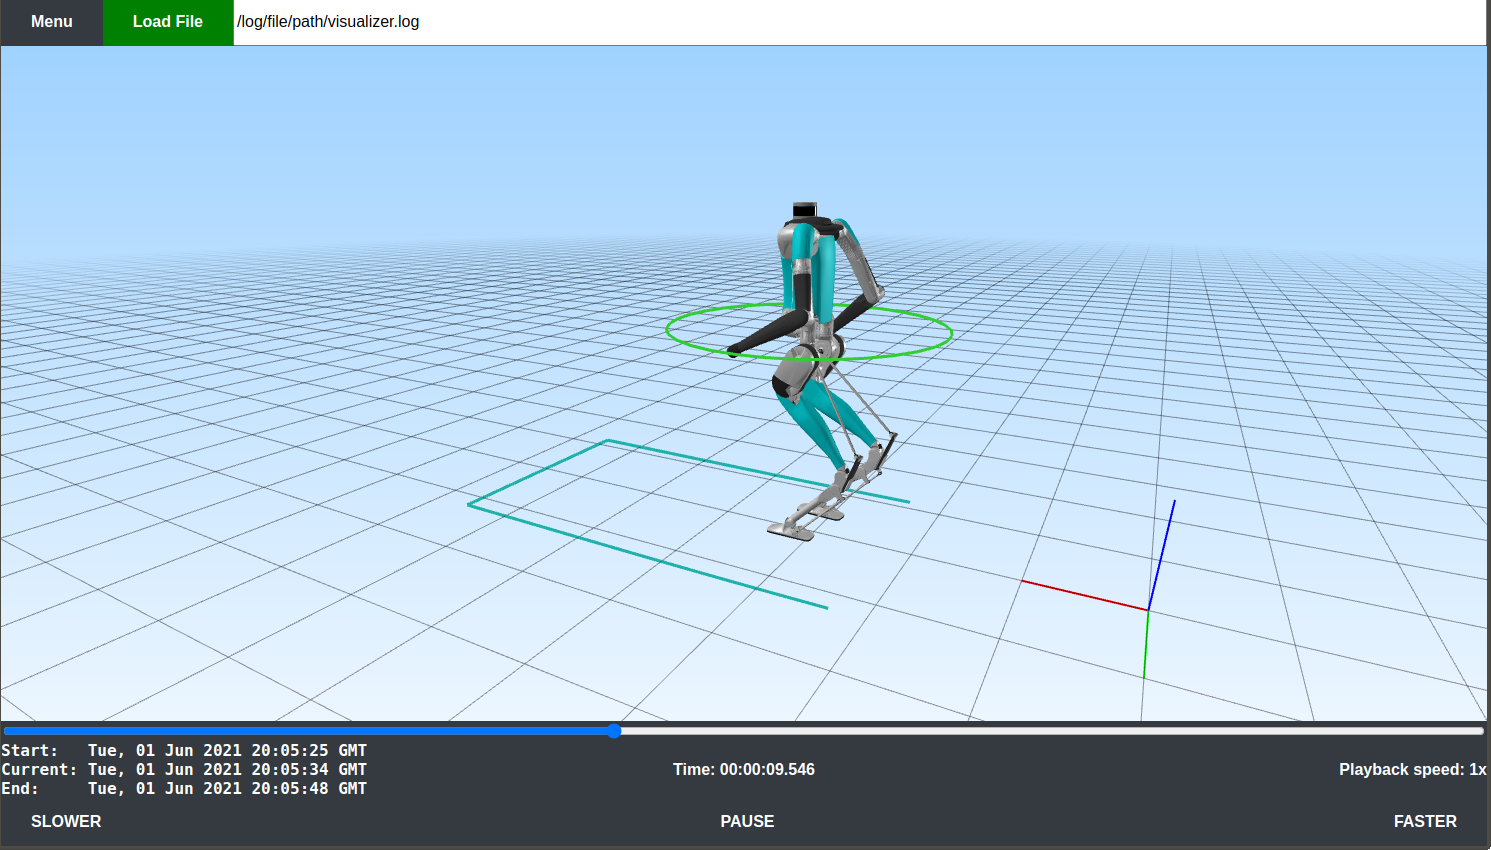 Menu Load File /log/file/path/visualizer.log
Start: Tue, 01 Jun 2021 20:05:25 GMT
Current: Tue, 01 Jun 2021 20:05:34 GMT
End: Tue, 01 Jun 2021 20:05:48 GMT
Time: 00:00:09.546
Playback speed: 1x
SLOWER PAUSE FASTER